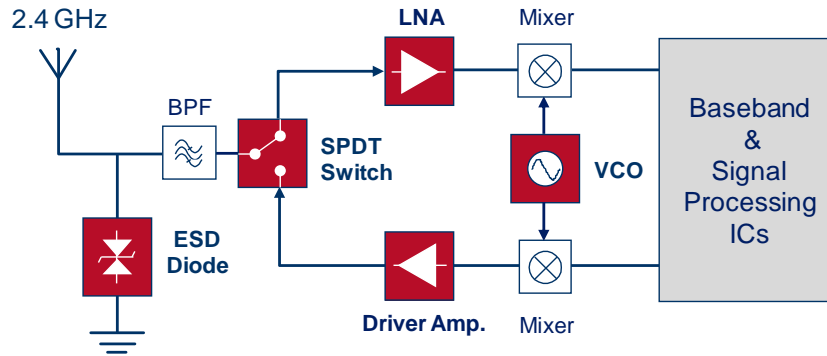 2.4 GHz
LNA
Mixer
BPF
SPDT
Switch
VCO
Baseband
&
Signal
Processing
ICs
ESD
Diode
Driver Amp.
Mixer